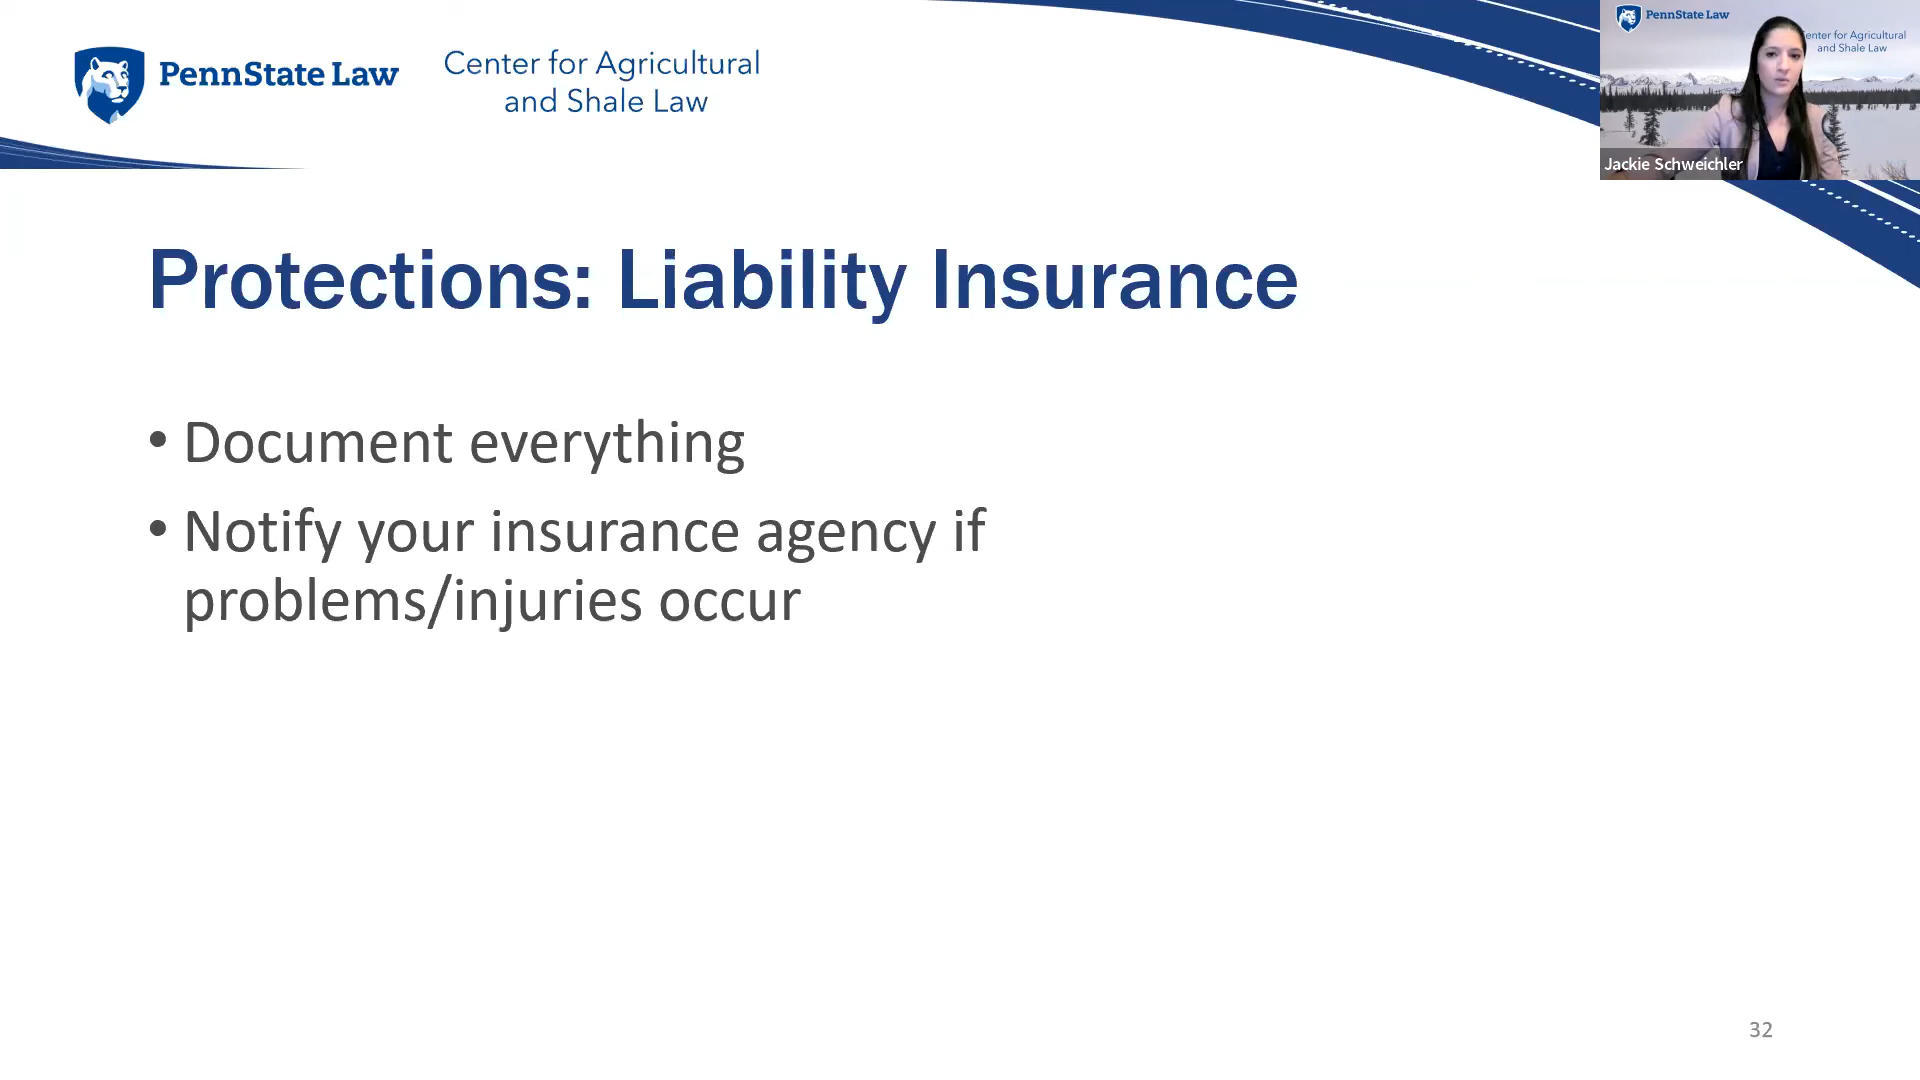 PennState Law
Center for Agricultural
and Shale Law
PennState Law
enter for Agricultural
and Shale Law
Jackie Schweichler
Protections: Liability Insurance
• Document everything
• Notify your insurance agency if
problems/injuries occur
32